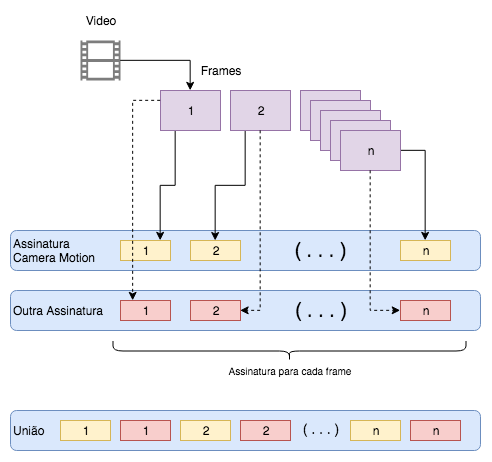 Video
Frames
1
2
n
Assinatura
Camera Motion
1
2
(...)
n
Outra Assinatura
1
2
(...)
n
Assinatura para cada frame
União
1
1
2
2
(...)
n
n